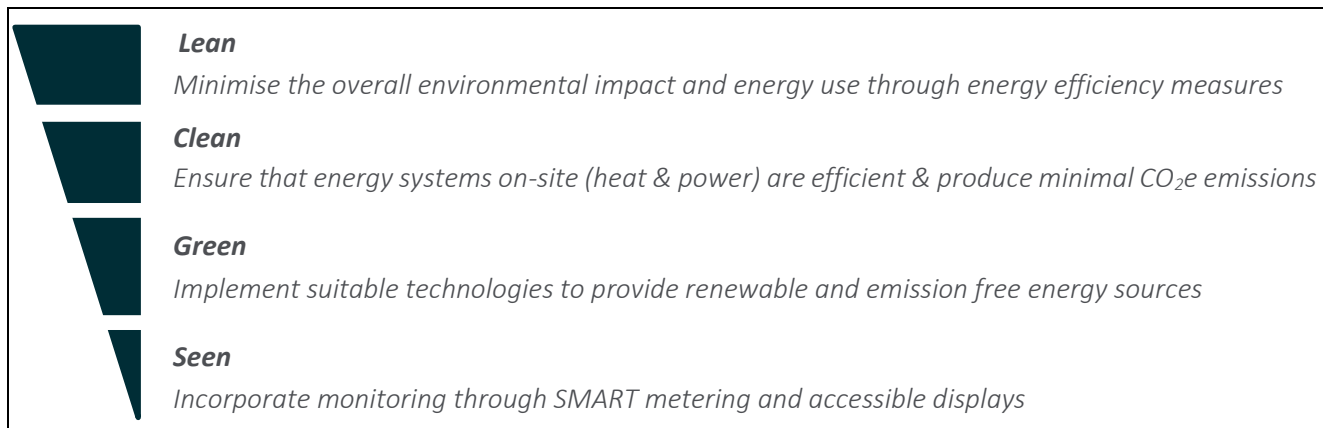 Lean
Minimise the overall environmental impact and energy use through energy efficiency measures
Clean
Ensure that energy systems on-site (heat & power) are efficient & produce minimal CO₂e emissions
Green
Implement suitable technologies to provide renewable and emission free energy sources
Seen
Incorporate monitoring through SMART metering and accessible displays